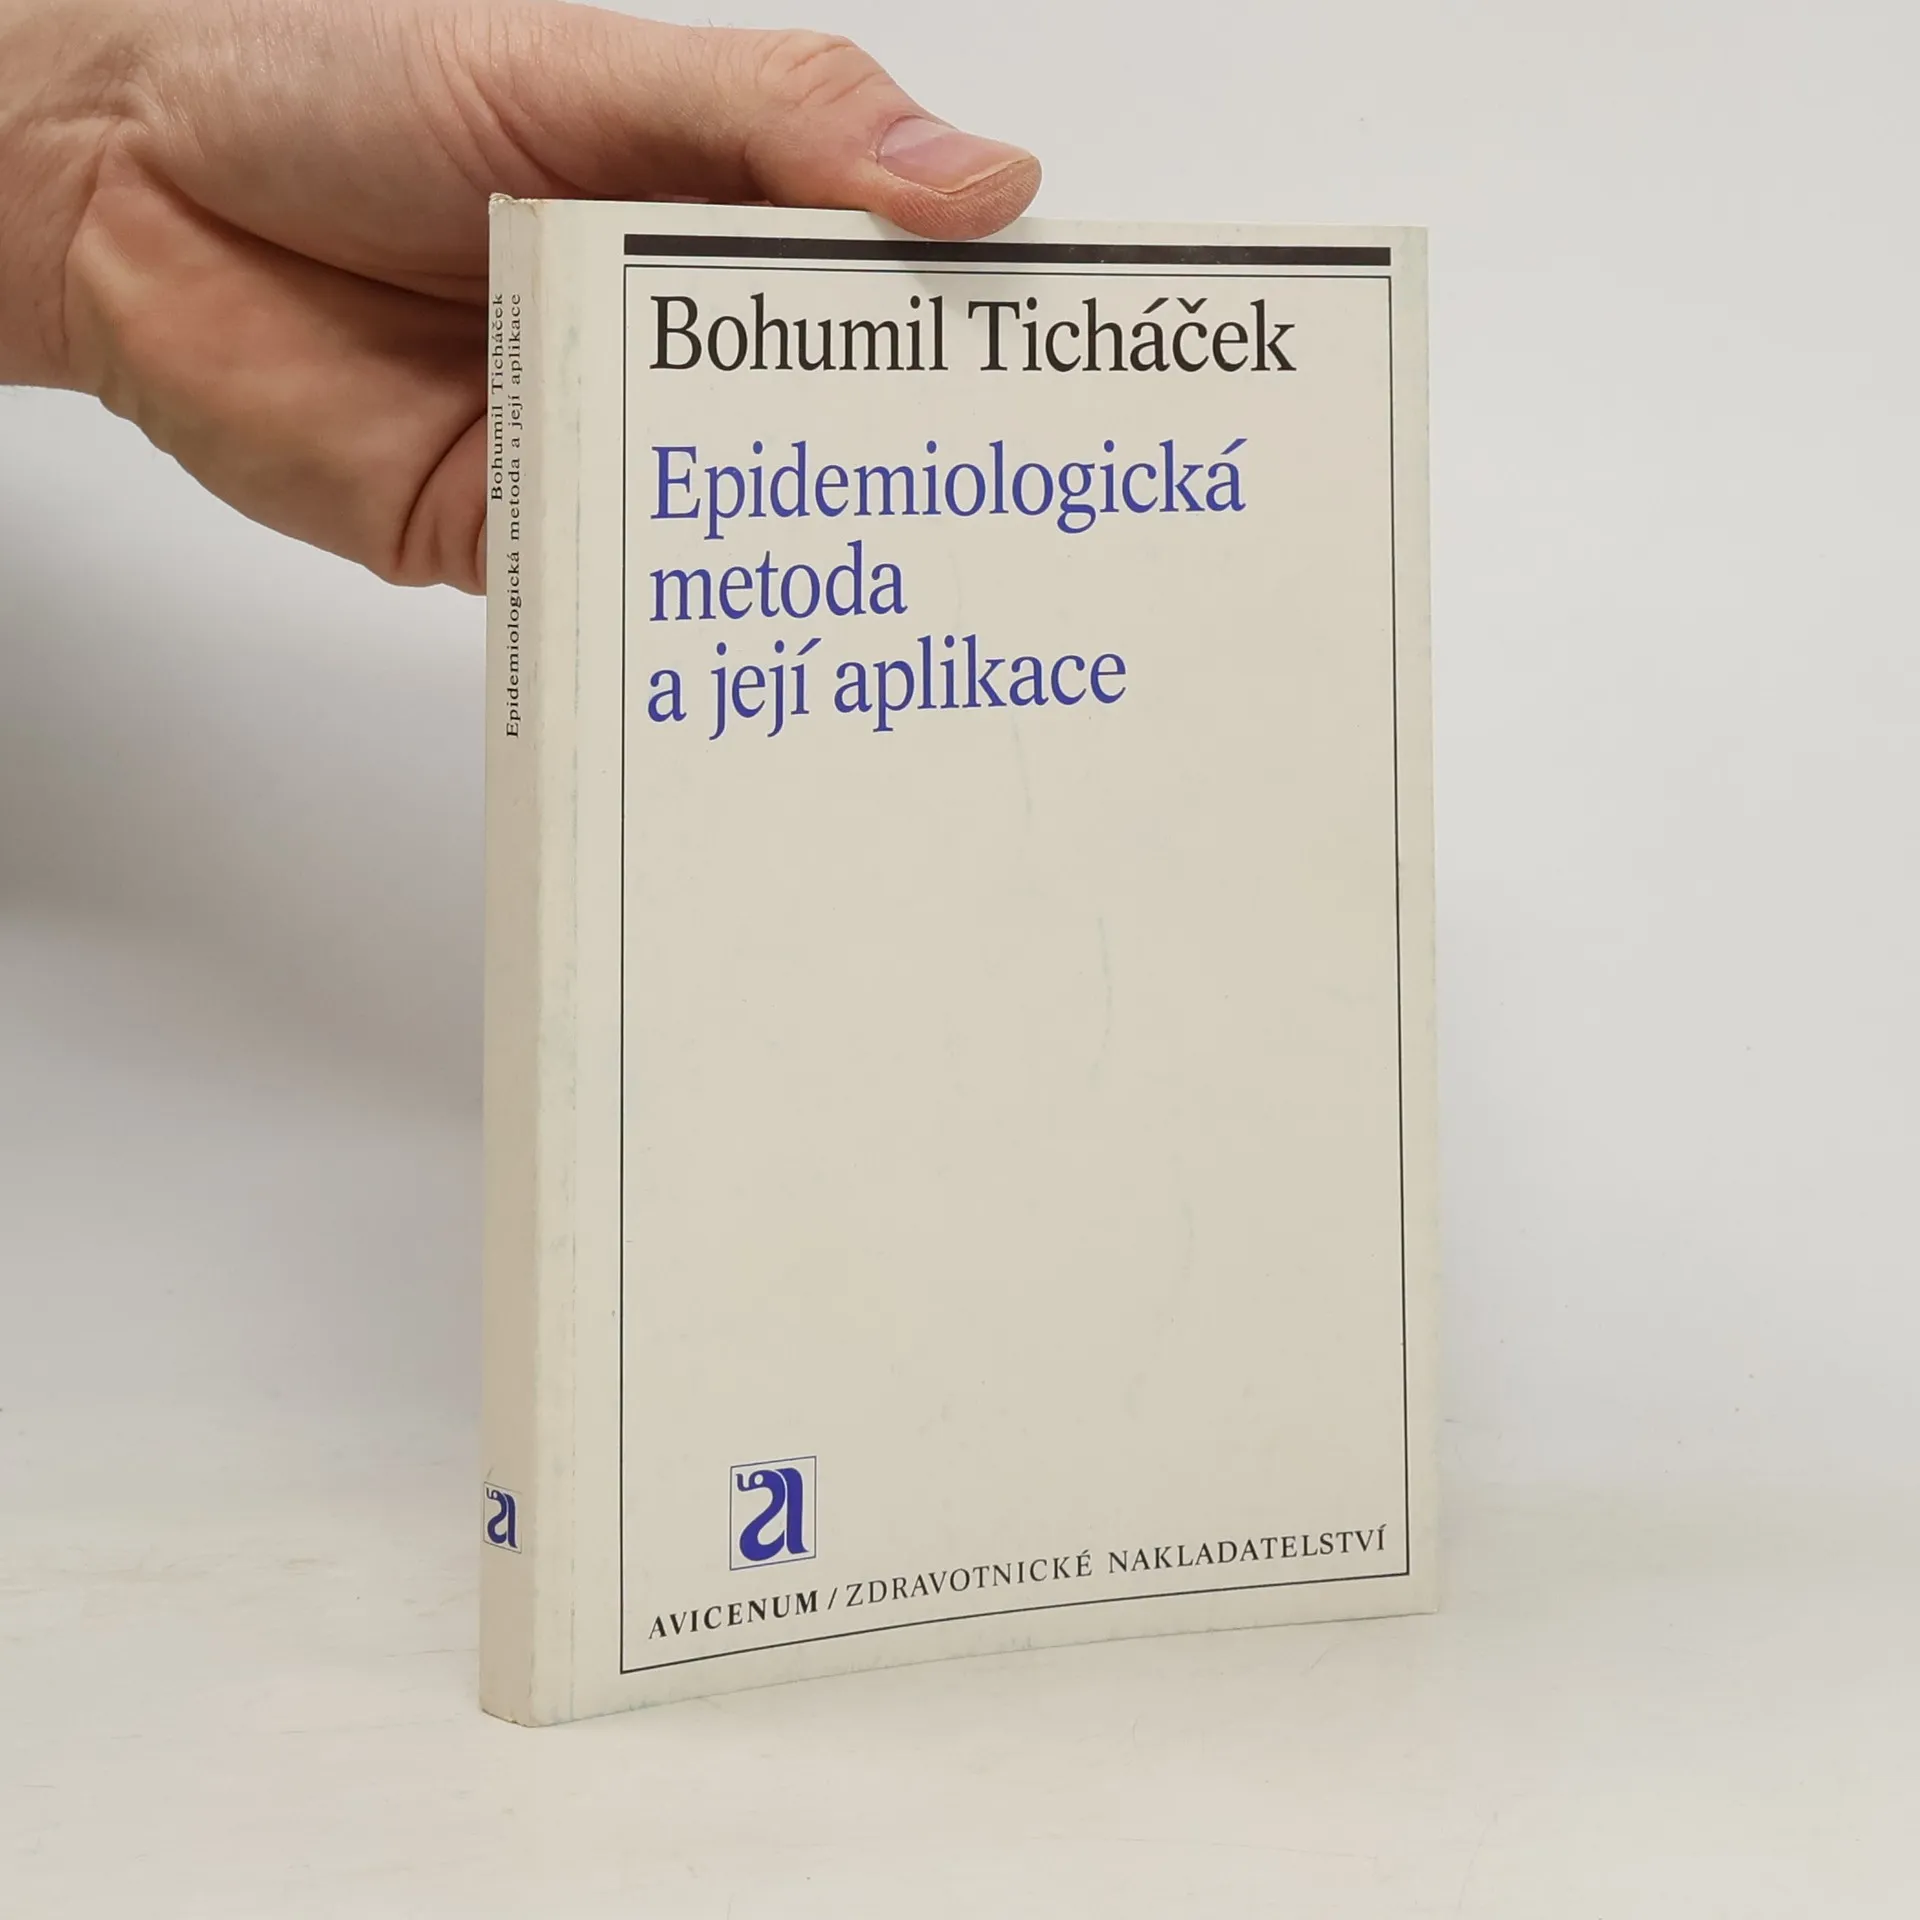 Bohumil Ticháček
Epidemiologická metoda a její aplikace
Bohumil Ticháček
Epidemiologická
metoda
a její aplikace
a
a
AVICENUM / ZDRAVOTNICKÉ NAKLADATELSTVÍ